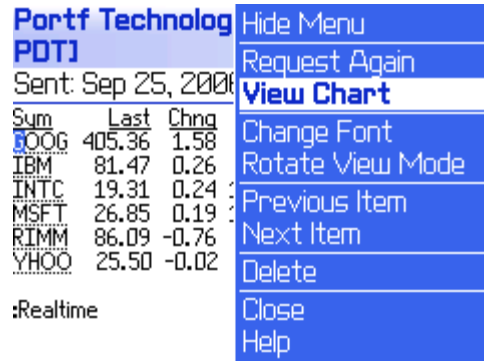 Portf Technolog
PDT]
Sent: Sep 25, 200
Sym Last Chng
GOOG 405.36 1.58
IBM 81.47 0.26
INTC 19.31 0.24
MSFT 26.85 0.19
RIMM 86.09 -0.76
YHOO 25.50 -0.02
:Realtime
Hide Menu
Request Again
View Chart
Change Font
Rotate View Mode
Previous Item
Next Item
Delete
Close
Help